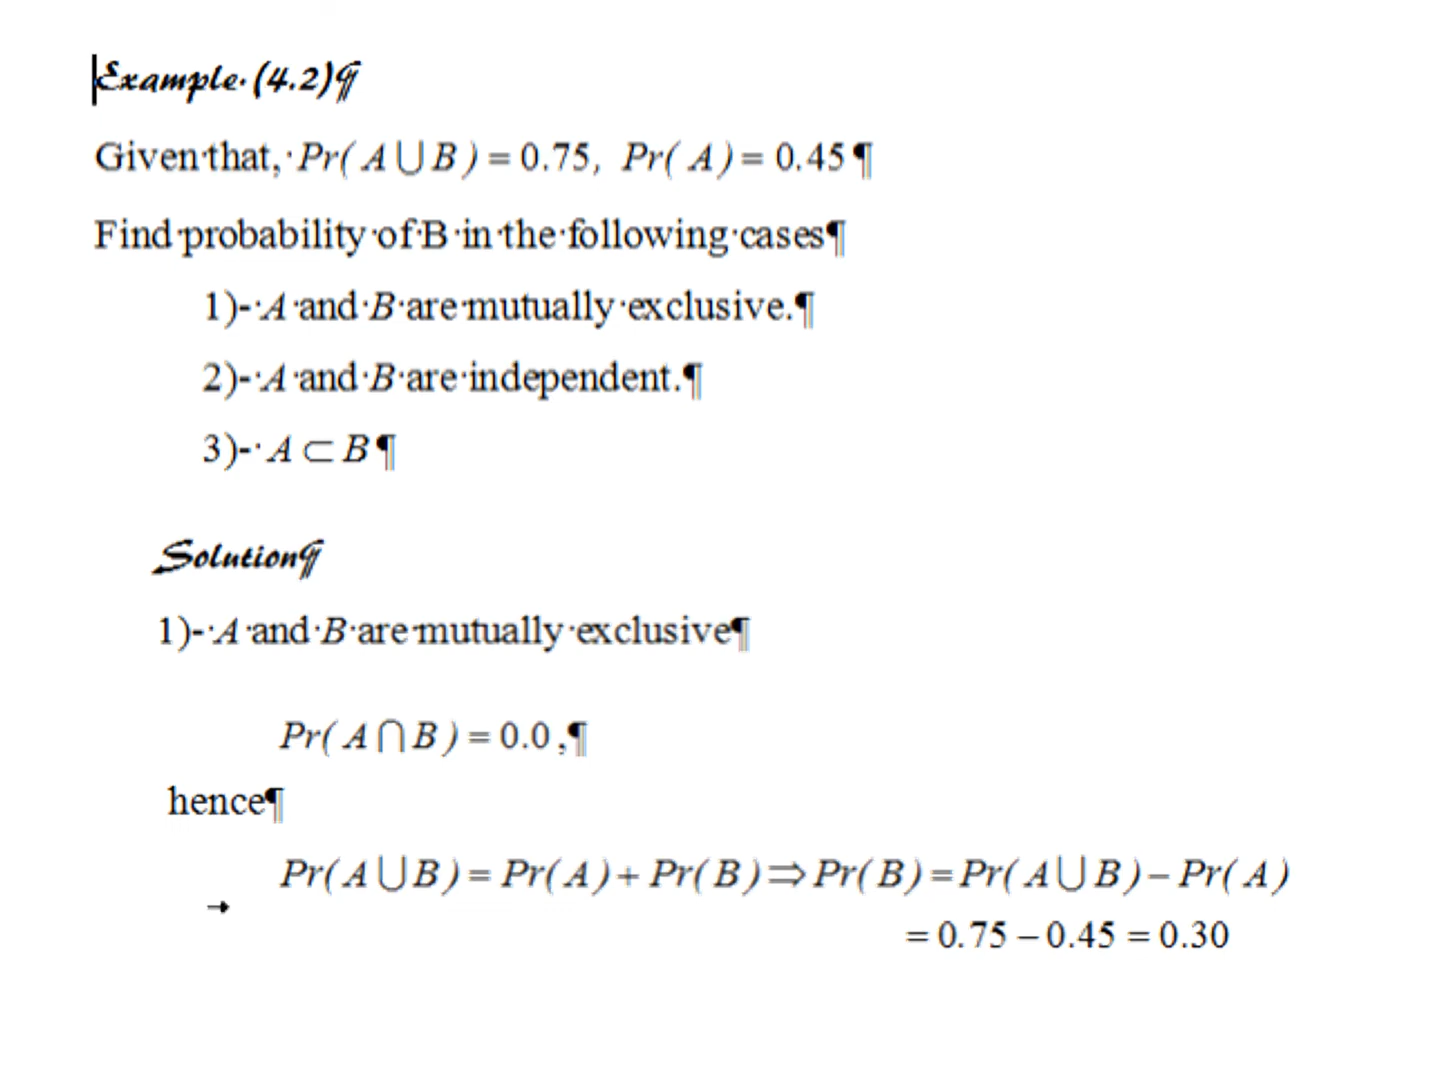 Example (4.2)¶
Given that, Pr( A ⋃ B ) = 0.75, Pr( A ) = 0.45 ¶
Find probability of B in the following cases¶
1)- A and B are mutually exclusive.¶
2)- A and B are independent.¶
3)- A ⊂ B ¶
Solution¶
1)- A and B are mutually exclusive¶
Pr( A ⋂ B ) = 0.0 ,¶
hence¶
Pr( A ⋃ B ) = Pr( A ) + Pr( B ) ⇒ Pr( B ) = Pr( A ⋃ B ) − Pr( A )
→
= 0.75 − 0.45 = 0.30